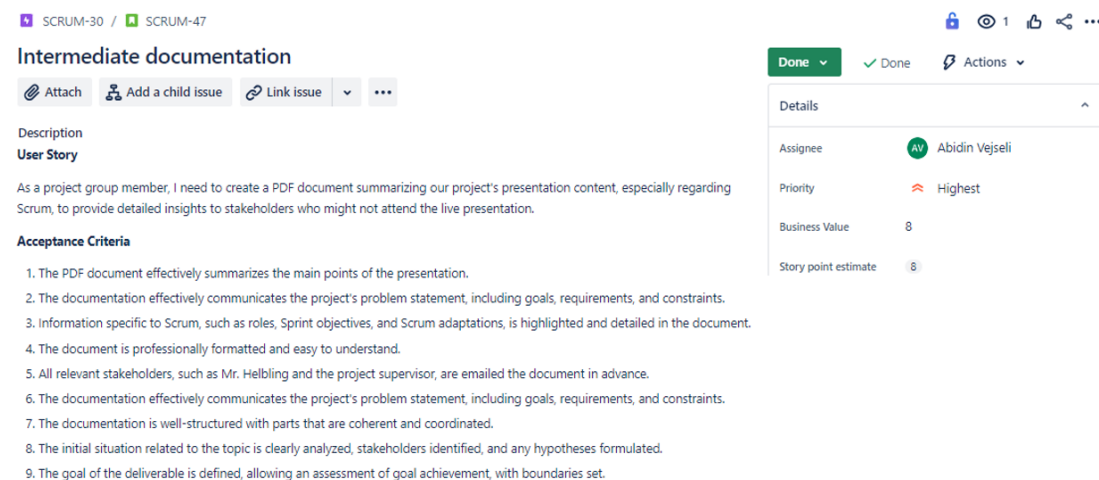 SCRUM-30 / SCRUM-47
1
Intermediate documentation
Done
Done
Actions
Attach
Add a child issue
Link issue
Details
Description
User Story
Assignee
AV Abidin Vejseli
As a project group member, I need to create a PDF document summarizing our project's presentation content, especially regarding
Scrum, to provide detailed insights to stakeholders who might not attend the live presentation.
Priority
Highest
Business Value
8
Story point estimate
8
Acceptance Criteria
1. The PDF document effectively summarizes the main points of the presentation.
2. The documentation effectively communicates the project's problem statement, including goals, requirements, and constraints.
3. Information specific to Scrum, such as roles, Sprint objectives, and Scrum adaptations, is highlighted and detailed in the document.
4. The document is professionally formatted and easy to understand.
5. All relevant stakeholders, such as Mr. Helbling and the project supervisor, are emailed the document in advance.
6. The documentation effectively communicates the project's problem statement, including goals, requirements, and constraints.
7. The documentation is well-structured with parts that are coherent and coordinated.
8. The initial situation related to the topic is clearly analyzed, stakeholders identified, and any hypotheses formulated.
9. The goal of the deliverable is defined, allowing an assessment of goal achievement, with boundaries set.